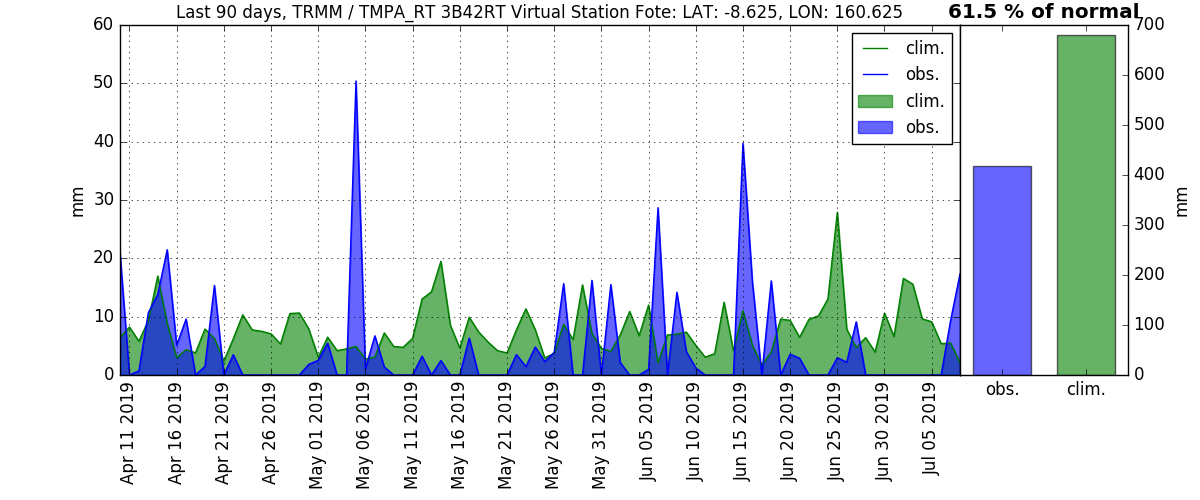 Last 90 days, TRMM / TMPA_RT 3B42RT Virtual Station Fote: LAT: -8.625, LON: 160.625
61.5 % of normal
60
50
40
30
20
10
0
mm
clim.
obs.
clim.
obs.
700
600
500
400
300
200
100
0
mm
Apr 11 2019
Apr 16 2019
Apr 21 2019
Apr 26 2019
May 01 2019
May 06 2019
May 11 2019
May 16 2019
May 21 2019
May 26 2019
May 31 2019
Jun 05 2019
Jun 10 2019
Jun 15 2019
Jun 20 2019
Jun 25 2019
Jun 30 2019
Jul 05 2019
obs.
clim.